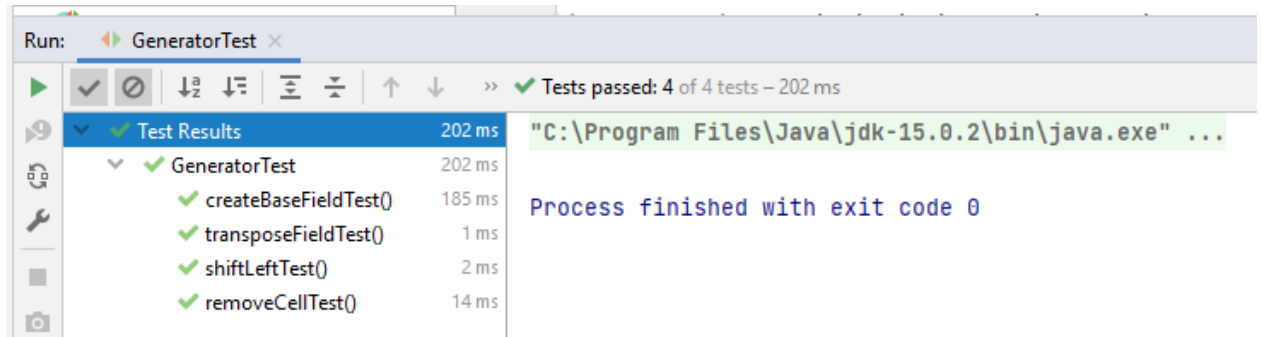 Run: GeneratorTest
Tests passed: 4 of 4 tests – 202 ms
Test Results 202 ms
GeneratorTest 202 ms
createBaseFieldTest() 185 ms
transposeFieldTest() 1 ms
shiftLeftTest() 2 ms
removeCellTest() 14 ms
"C:\Program Files\Java\jdk-15.0.2\bin\java.exe" ...
Process finished with exit code 0